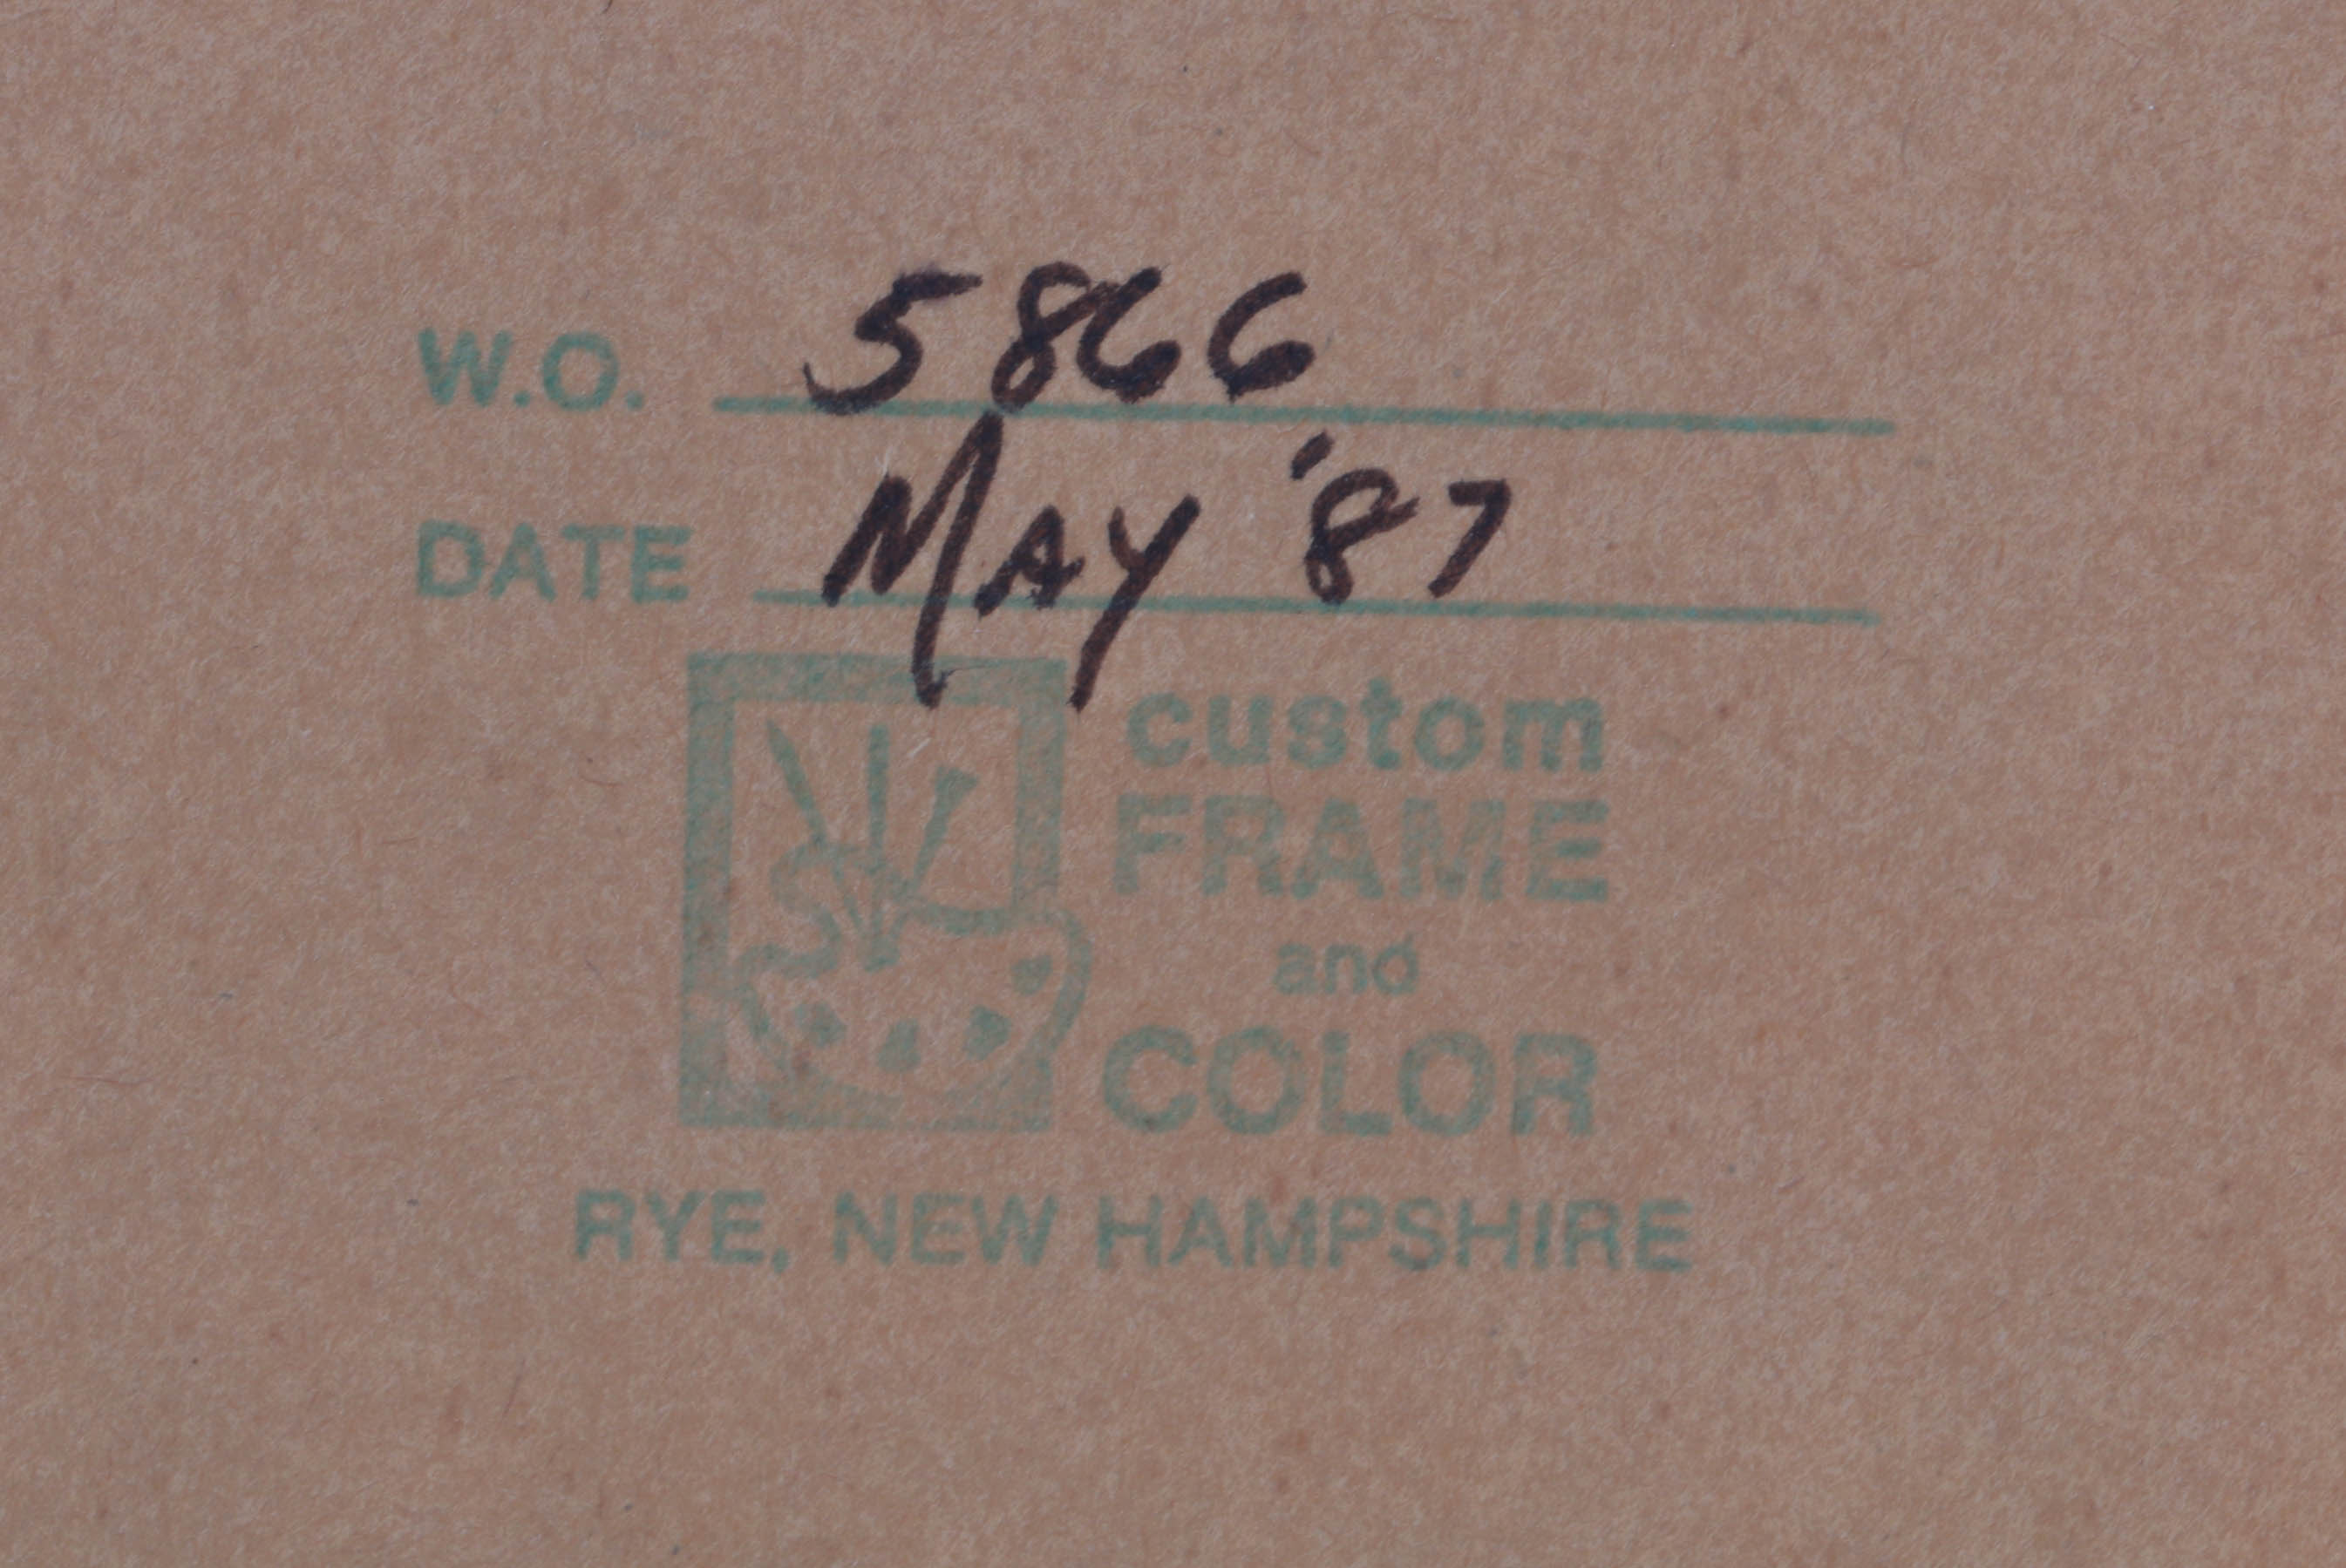 W.O. 5866
DATE May '87
custom
FRAME
and
COLOR
RYE, NEW HAMPSHIRE